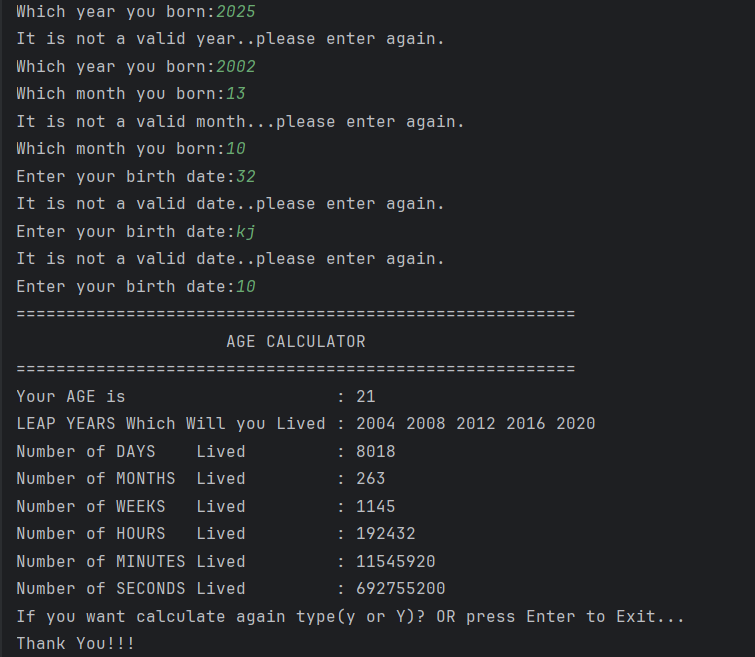 Which year you born:2025
It is not a valid year..please enter again.
Which year you born:2002
Which month you born:13
It is not a valid month...please enter again.
Which month you born:10
Enter your birth date:32
It is not a valid date..please enter again.
Enter your birth date:kj
It is not a valid date..please enter again.
Enter your birth date:10
========================================================
                     AGE CALCULATOR
========================================================
Your AGE is                     : 21
LEAP YEARS Which Will you Lived : 2004 2008 2012 2016 2020
Number of DAYS    Lived         : 8018
Number of MONTHS  Lived         : 263
Number of WEEKS   Lived         : 1145
Number of HOURS   Lived         : 192432
Number of MINUTES Lived         : 11545920
Number of SECONDS Lived         : 692755200
If you want calculate again type(y or Y)? OR press Enter to Exit...
Thank You!!!